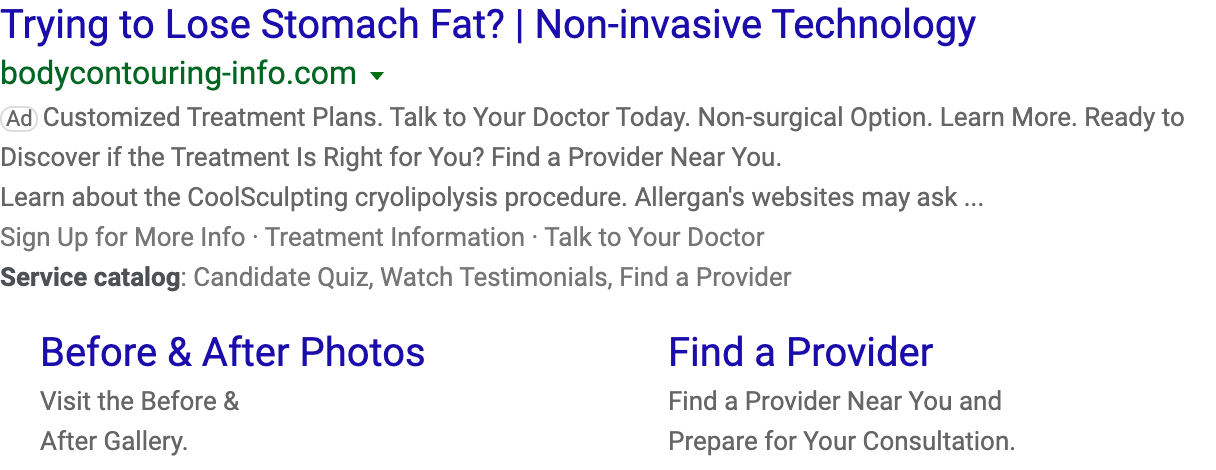 Trying to Lose Stomach Fat? | Non-invasive Technology
bodycontouring-info.com
Ad Customized Treatment Plans. Talk to Your Doctor Today. Non-surgical Option. Learn More. Ready to
Discover if the Treatment Is Right for You? Find a Provider Near You.
Learn about the CoolSculpting cryolipolysis procedure. Allergan's websites may ask ...
Sign Up for More Info · Treatment Information · Talk to Your Doctor
Service catalog: Candidate Quiz, Watch Testimonials, Find a Provider
Before & After Photos
Visit the Before &
After Gallery.
Find a Provider
Find a Provider Near You and
Prepare for Your Consultation.